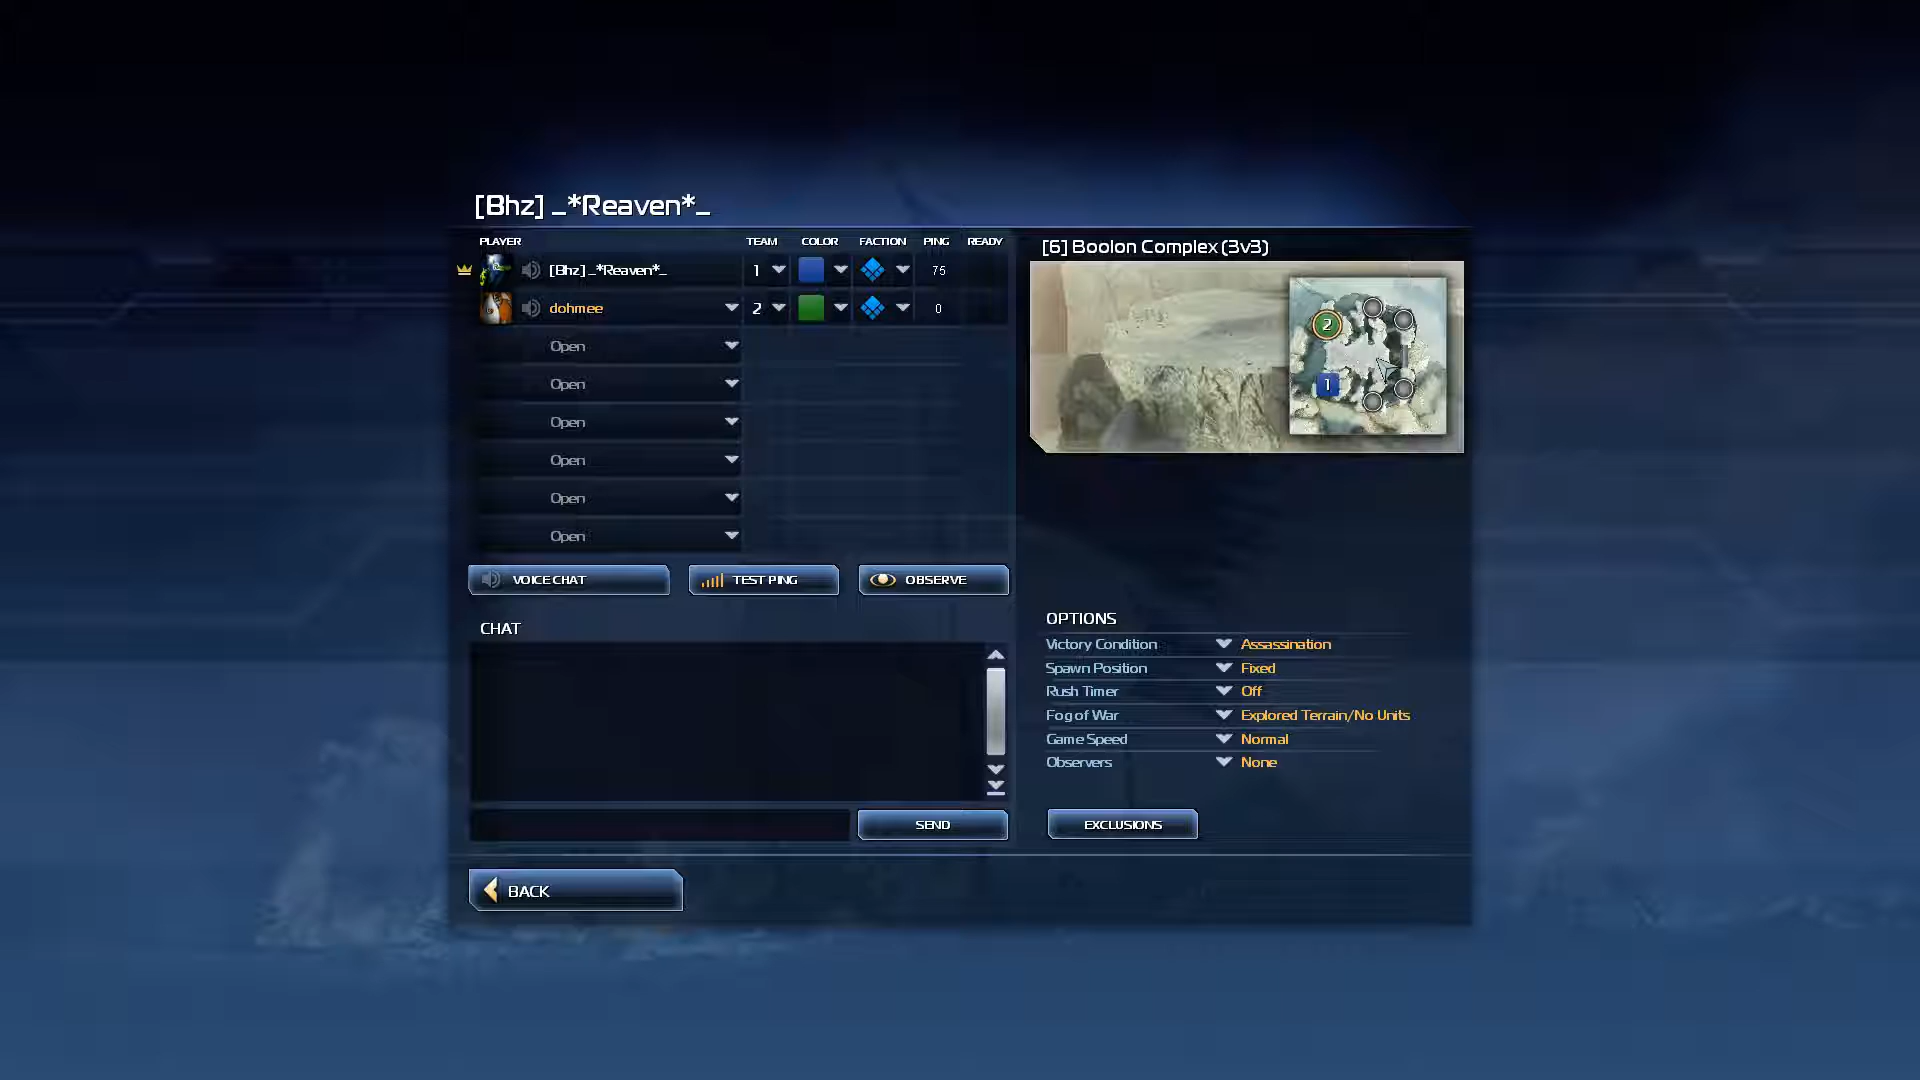 [Bhz] _*Reaven*_
PLAYER TEAM COLOR FACTION PING READY
[Bhz] _*Reaven*_ 1 75
dohmee 2 0
Open
Open
Open
Open
Open
Open
VOICE CHAT TEST PING OBSERVE
CHAT
SEND
BACK
[6] Boolon Complex (3v3)
2
1
OPTIONS
Victory Condition Assassination
Spawn Position Fixed
Rush Timer Off
Fog of War Explored Terrain/No Units
Game Speed Normal
Observers None
EXCLUSIONS